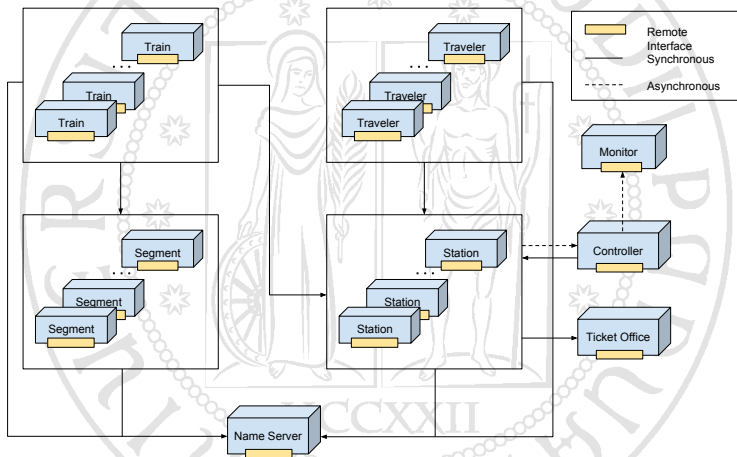 Train
...
Train
Train
Traveler
...
Traveler
Traveler
Remote
Interface
Synchronous
Asynchronous
Monitor
Segment
...
Segment
Segment
Station
...
Station
Station
Controller
Ticket Office
CCXXII
Name Server